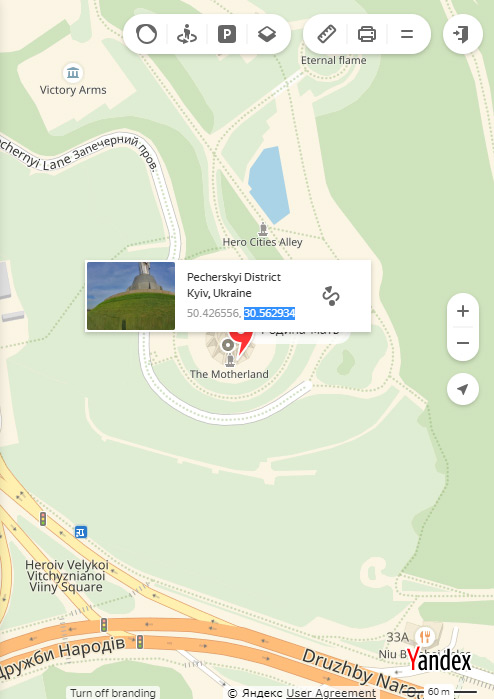 P
Eternal flame
Victory Arms
chernyi Lane Запечерний пров.
Hero Cities Alley
Pecherskyi District
Kyiv, Ukraine
50.426556, 30.562934
Родина-мать
The Motherland
Heroiv Velykoi
Vitchyznianoi
Viiny Square
33A
Дружби Народів
Niu B
Druzhby Naro
Yandex
60 m
Turn off branding
© Яндекс User Agreement